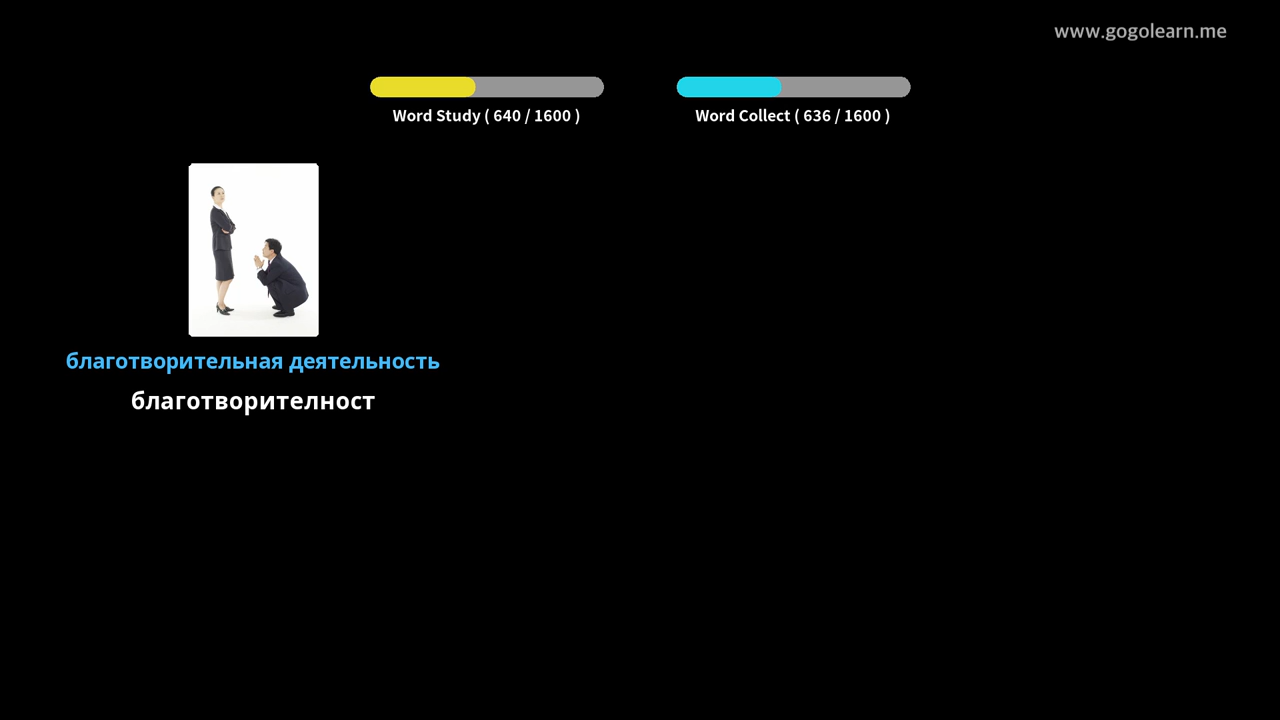 www.gogolearn.me
Word Study ( 640 / 1600 )
Word Collect ( 636 / 1600 )
благотворительная деятельность
благотворителност